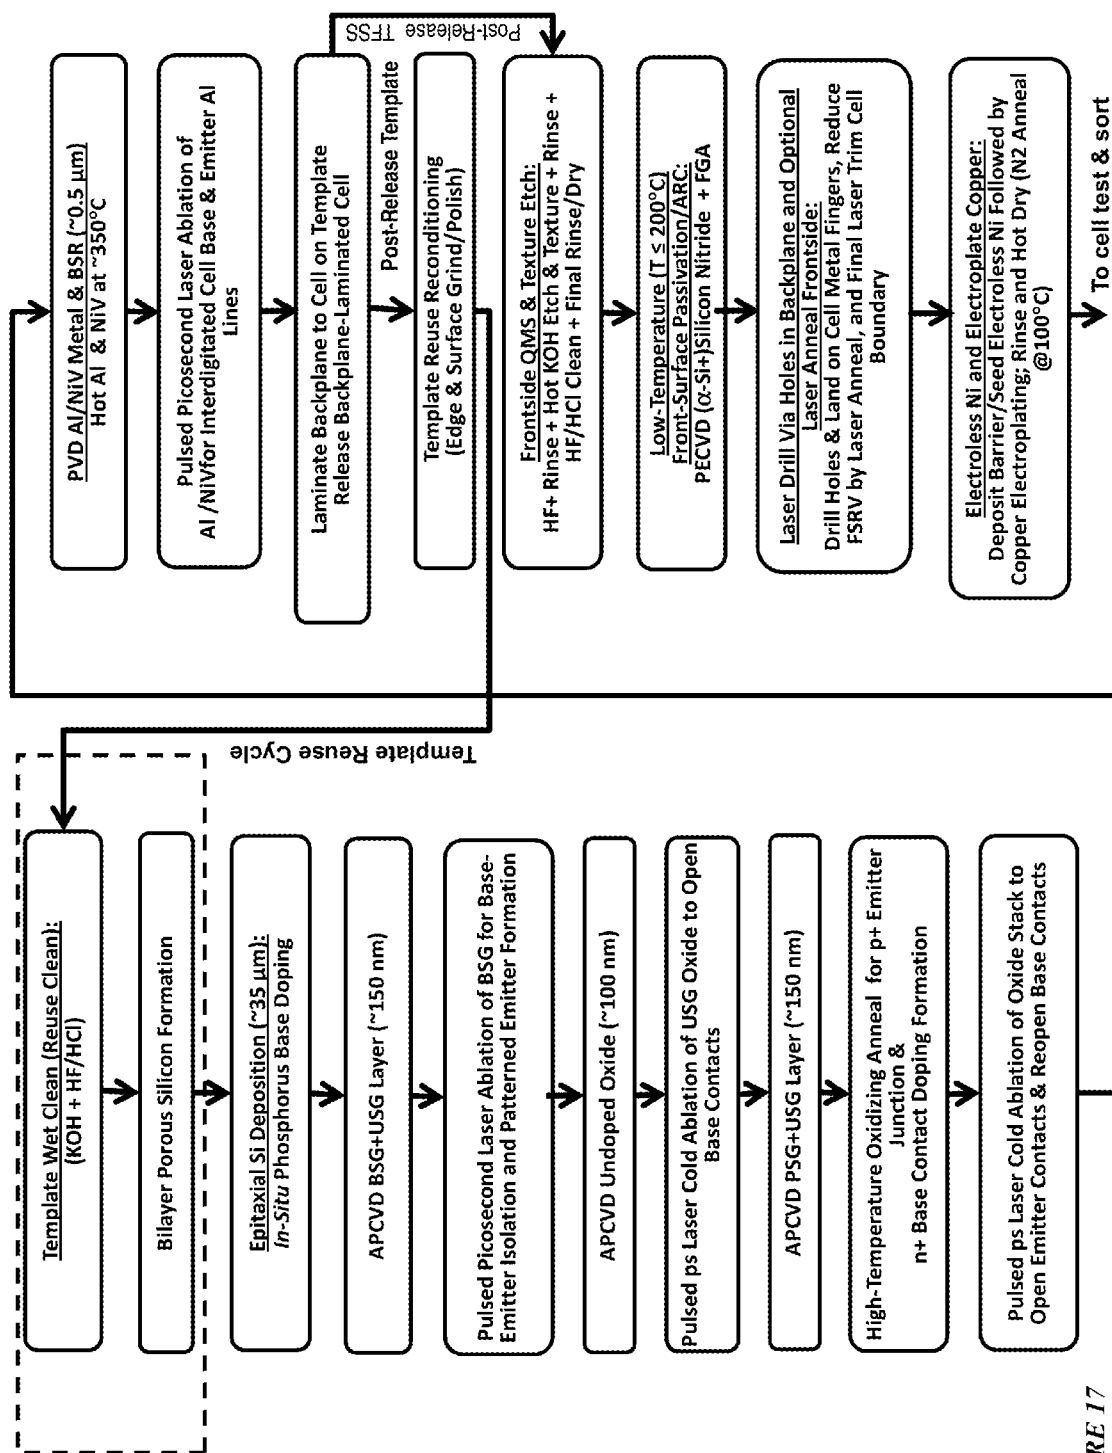 Template Wet Clean (Reuse Clean):
(KOH + HF/HCl)
Bilayer Porous Silicon Formation
Epitaxial Si Deposition (~35 µm):
In-Situ Phosphorus Base Doping
APCVD BSG+USG Layer (~150 nm)
Pulsed Picosecond Laser Ablation of BSG for Base-
Emitter Isolation and Patterned Emitter Formation
APCVD Undoped Oxide (~100 nm)
Pulsed ps Laser Cold Ablation of USG Oxide to Open
Base Contacts
APCVD PSG+USG Layer (~150 nm)
High-Temperature Oxidizing Anneal for p+ Emitter
Junction &
n+ Base Contact Doping Formation
Pulsed ps Laser Cold Ablation of Oxide Stack to
Open Emitter Contacts & Reopen Base Contacts
Template Reuse Cycle
PVD Al/NiV Metal & BSR (~0.5 µm)
Hot Al & NiV at ~350°C
Pulsed Picosecond Laser Ablation of
Al /NiVfor Interdigitated Cell Base & Emitter Al
Lines
Laminate Backplane to Cell on Template
Release Backplane-Laminated Cell
Post-Release TFSS
Post-Release Template
Template Reuse Reconditioning
(Edge & Surface Grind/Polish)
Frontside QMS & Texture Etch:
HF+ Rinse + Hot KOH Etch & Texture + Rinse +
HF/HCl Clean + Final Rinse/Dry
Low-Temperature (T ≤ 200°C)
Front-Surface Passivation/ARC:
PECVD (α-Si+)Silicon Nitride + FGA
Laser Drill Via Holes in Backplane and Optional
Laser Anneal Frontside:
Drill Holes & Land on Cell Metal Fingers, Reduce
FSRV by Laser Anneal, and Final Laser Trim Cell
Boundary
Electroless Ni and Electroplate Copper:
Deposit Barrier/Seed Electroless Ni Followed by
Copper Electroplating; Rinse and Hot Dry (N2 Anneal
@100°C)
To cell test & sort
RE 17